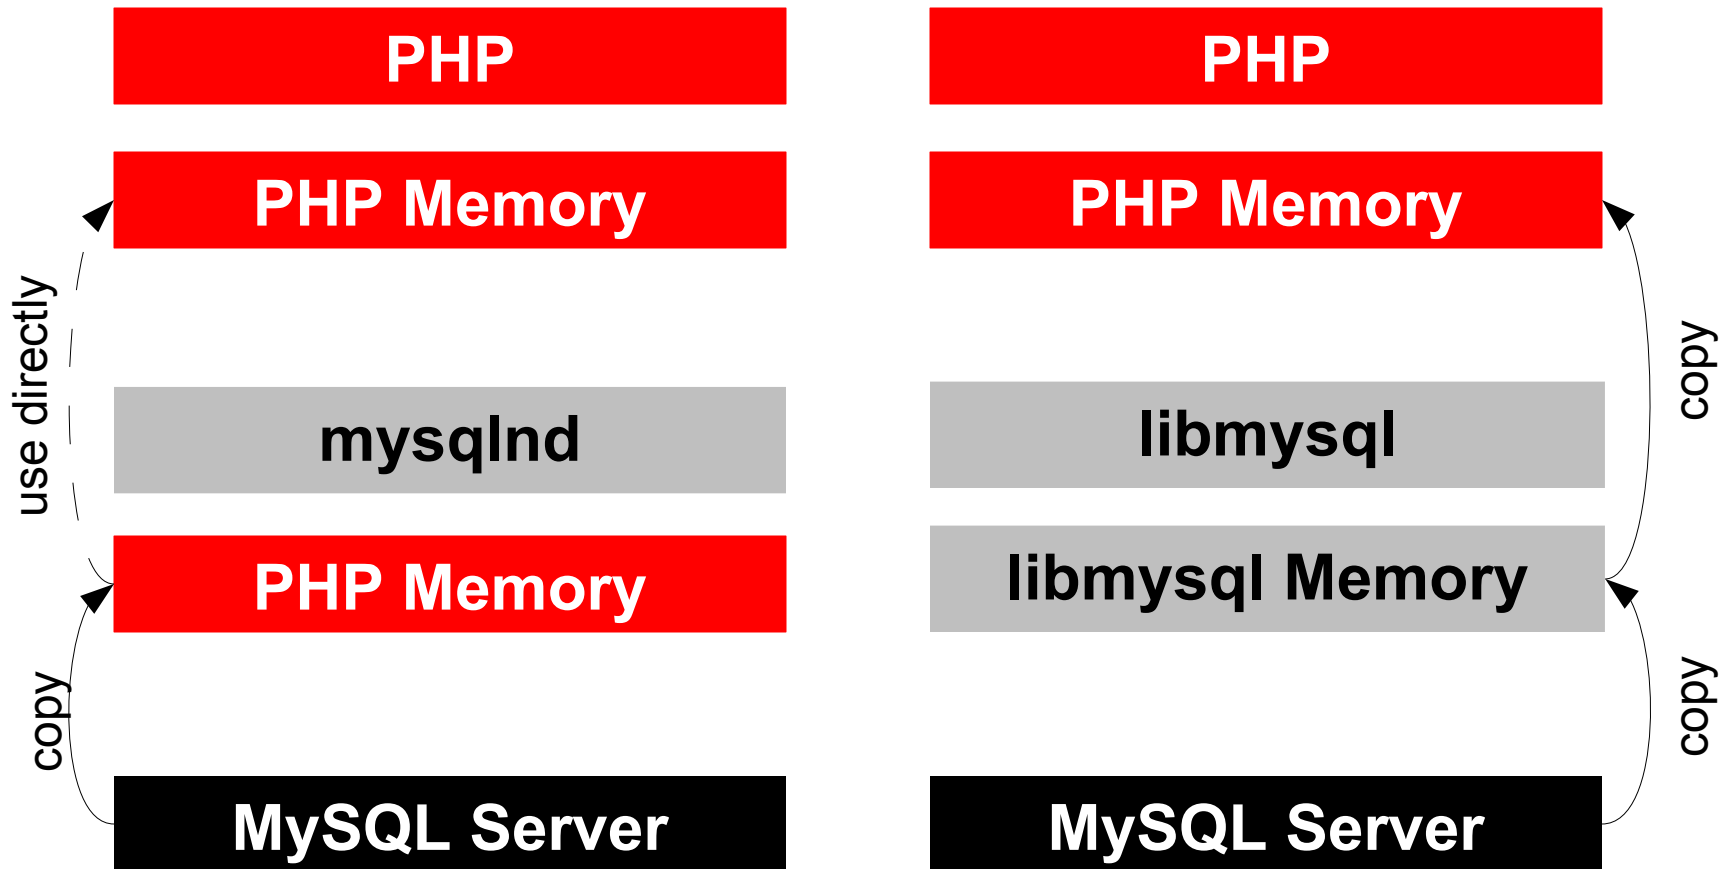 PHP
PHP Memory
use directly
mysqlnd
PHP Memory
copy
MySQL Server
PHP
PHP Memory
copy
libmysql
libmysql Memory
copy
MySQL Server